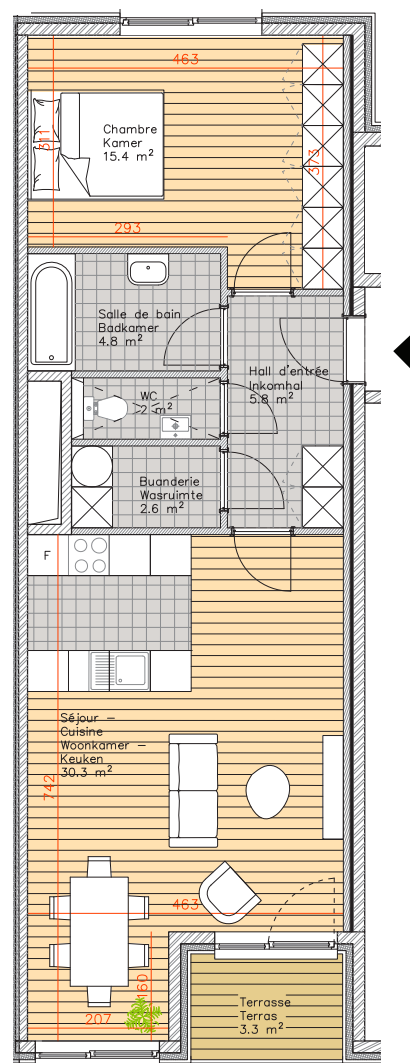 463
Chambre
Kamer
15.4 m²
311
373
293
Salle de bain
Badkamer
4.8 m²
Hall d'entrée
Inkomhal
5.8 m²
WC
2 m²
Buanderie
Wasruimte
2.6 m²
F
Séjour –
Cuisine
Woonkamer –
Keuken
30.3 m²
742
463
160
207
Terrasse
Terras
3.3 m²